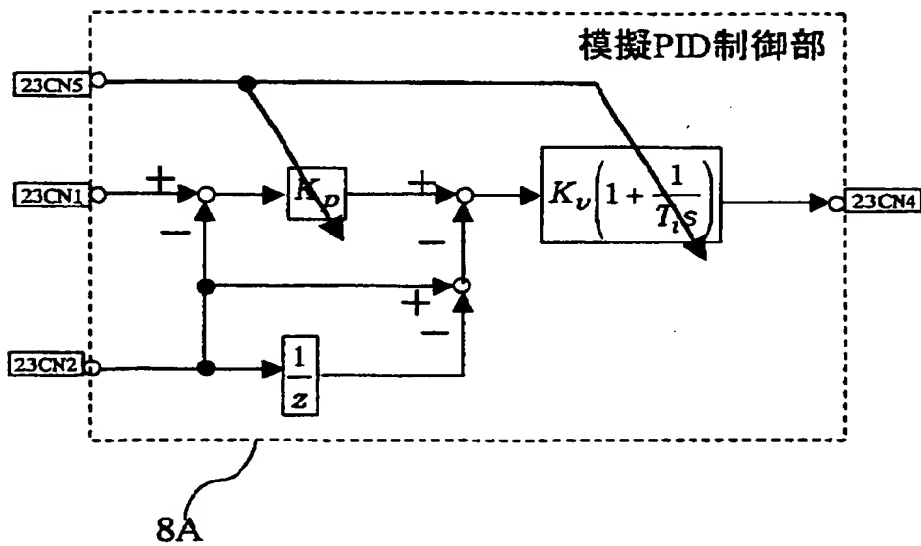 模擬PID制御部
23CN5
23CN1
+
−
K_p
+
−
K_v(1 + 1/(T_i s))
23CN4
+
−
23CN2
1/z
8A